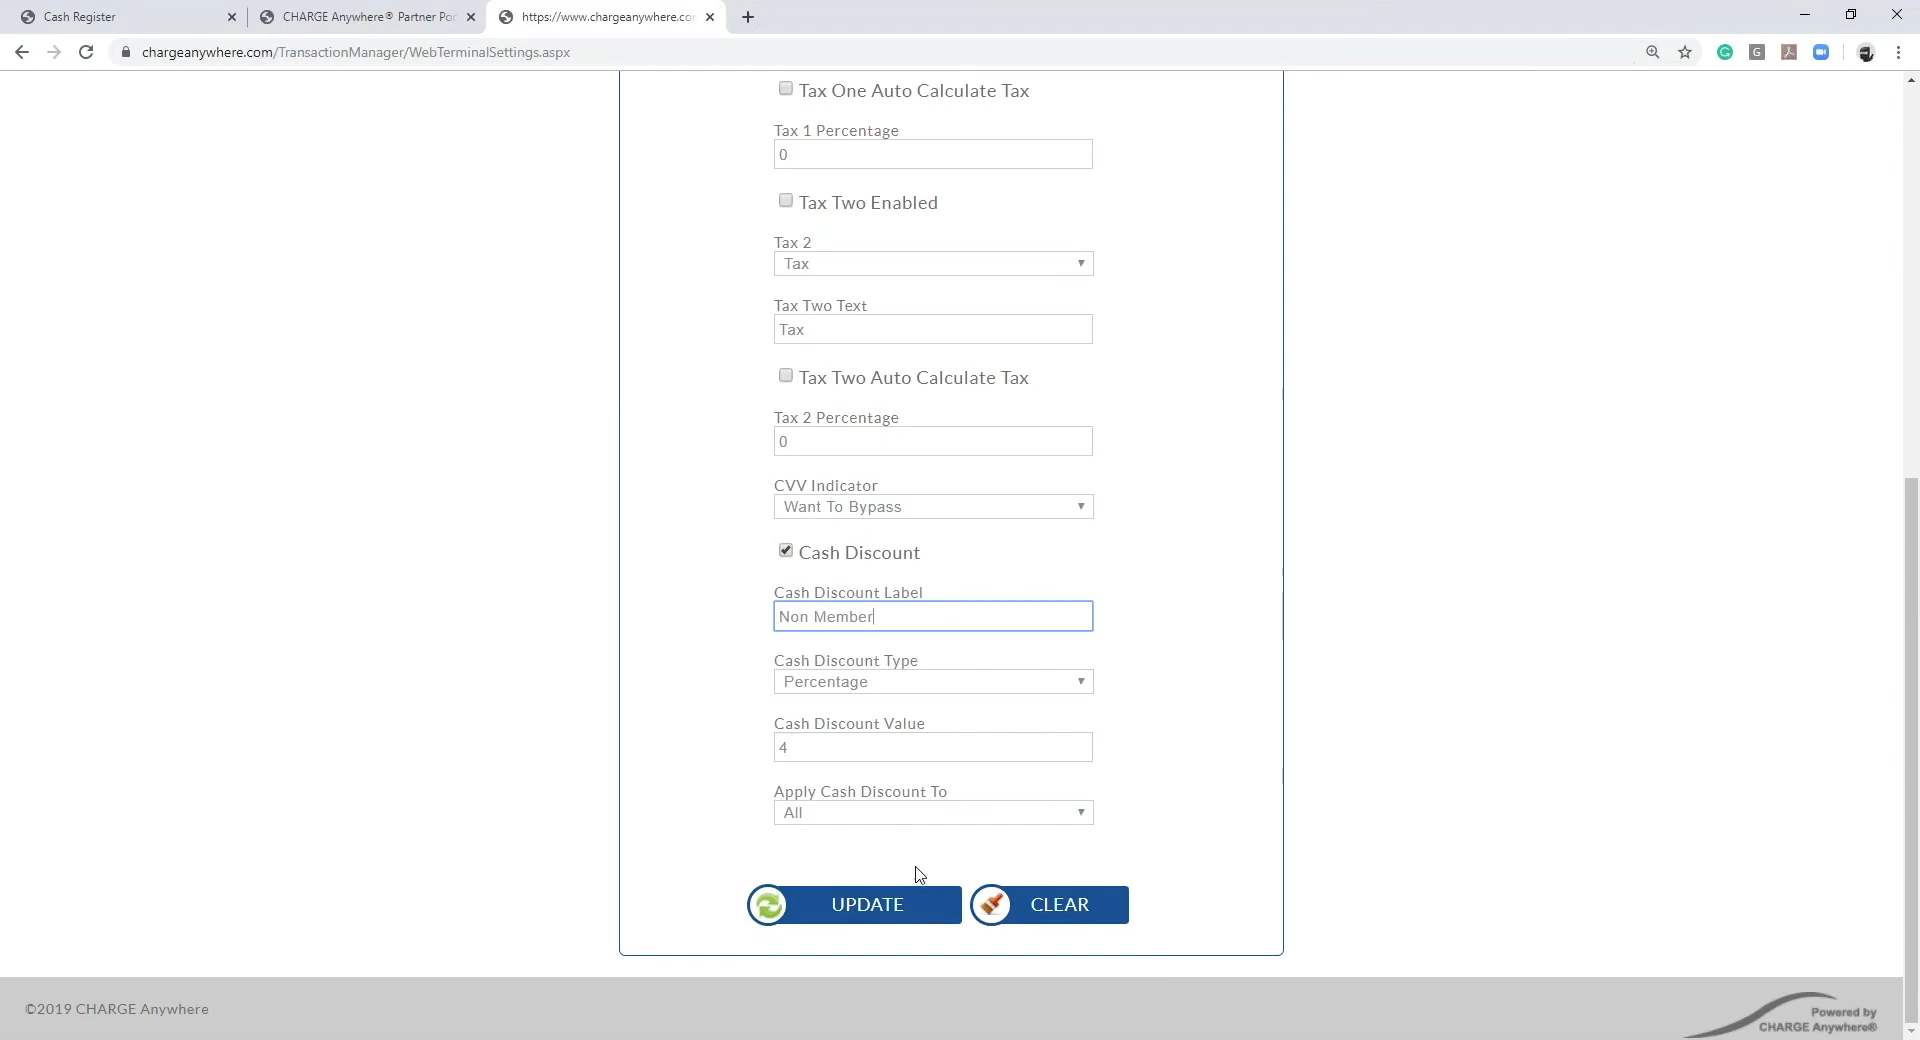 Cash Register
CHARGE Anywhere® Partner Por
https://www.chargeanywhere.cor
chargeanywhere.com/TransactionManager/WebTerminalSettings.aspx
Tax One Auto Calculate Tax
Tax 1 Percentage
0
Tax Two Enabled
Tax 2
Tax
Tax Two Text
Tax
Tax Two Auto Calculate Tax
Tax 2 Percentage
0
CVV Indicator
Want To Bypass
Cash Discount
Cash Discount Label
Non Member
Cash Discount Type
Percentage
Cash Discount Value
4
Apply Cash Discount To
All
UPDATE
CLEAR
©2019 CHARGE Anywhere
Powered by
CHARGE Anywhere®